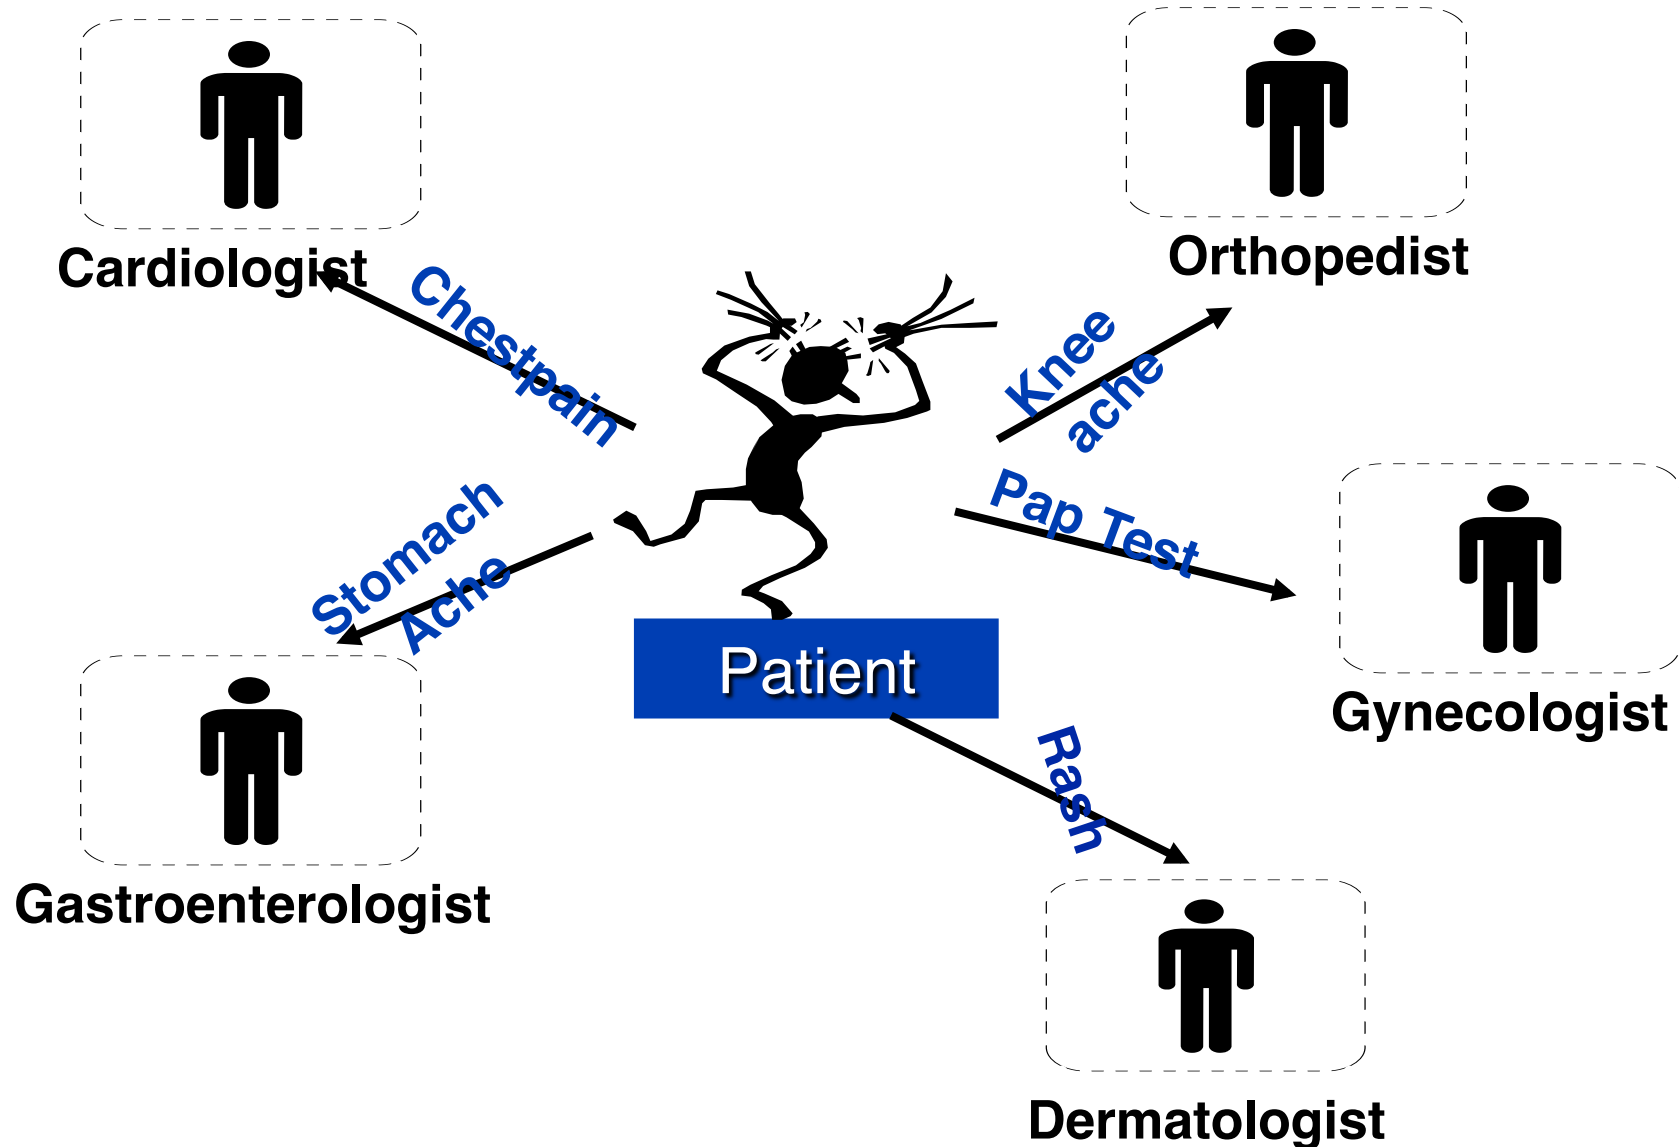 Cardiologist
Orthopedist
Chestpain
Knee
ache
Stomach
Ache
Pap Test
Patient
Gynecologist
Rash
Gastroenterologist
Dermatologist